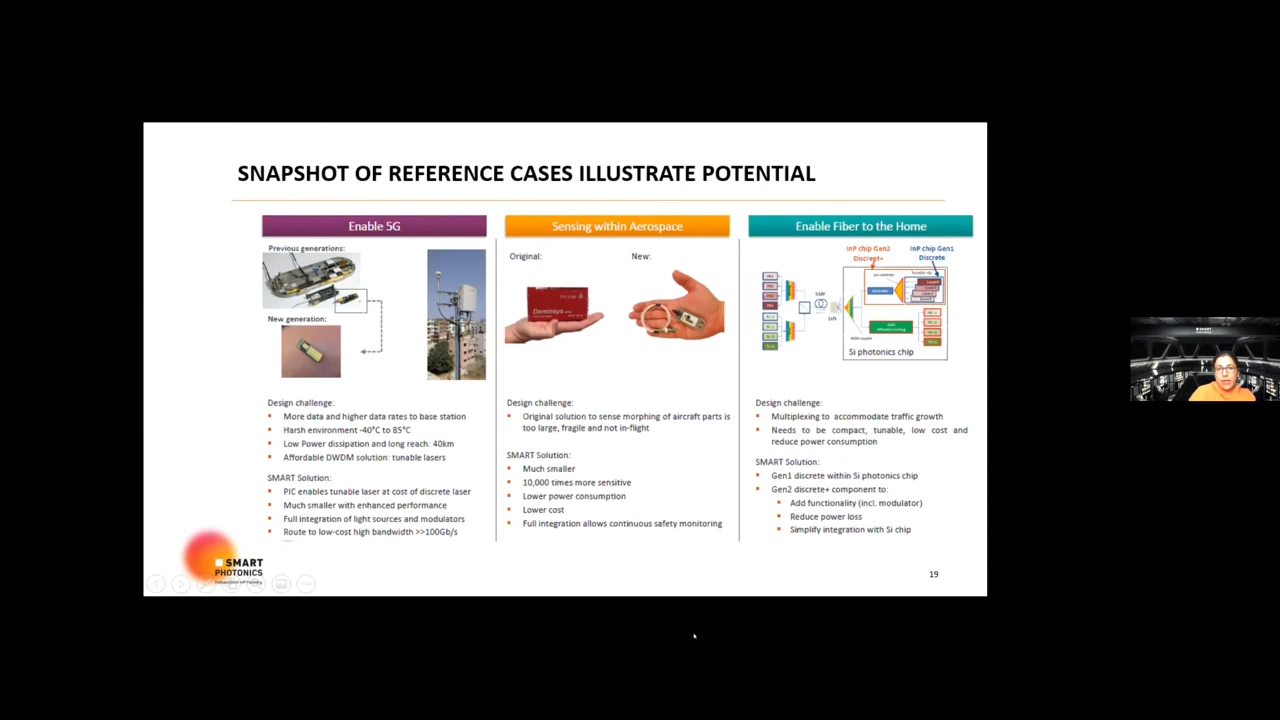 SNAPSHOT OF REFERENCE CASES ILLUSTRATE POTENTIAL
Enable 5G
Previous generations:
New generation:
Design challenge:
More data and higher data rates to base station
Harsh environment -40°C to 85°C
Low Power dissipation and long reach: 40km
Affordable DWDM solution: tunable lasers
SMART Solution:
PIC enables tunable laser at cost of discrete laser
Much smaller with enhanced performance
Full integration of light sources and modulators
Route to low-cost high bandwidth >>100Gb/s
Sensing within Aerospace
Original:
New:
Deminsys
Design challenge:
Original solution to sense morphing of aircraft parts is
too large, fragile and not in-flight
SMART Solution:
Much smaller
10,000 times more sensitive
Lower power consumption
Lower cost
Full integration allows continuous safety monitoring
Enable Fiber to the Home
InP chip Gen2
Discret+
InP chip Gen1
Discrete
SMF
Si photonics chip
Design challenge:
Multiplexing to accommodate traffic growth
Needs to be compact, tunable, low cost and
reduce power consumption
SMART Solution:
Gen1 discrete within Si photonics chip
Gen2 discrete+ component to:
Add functionality (incl. modulator)
Reduce power loss
Simplify integration with Si chip
SMART
PHOTONICS
Independent InP Foundry
19